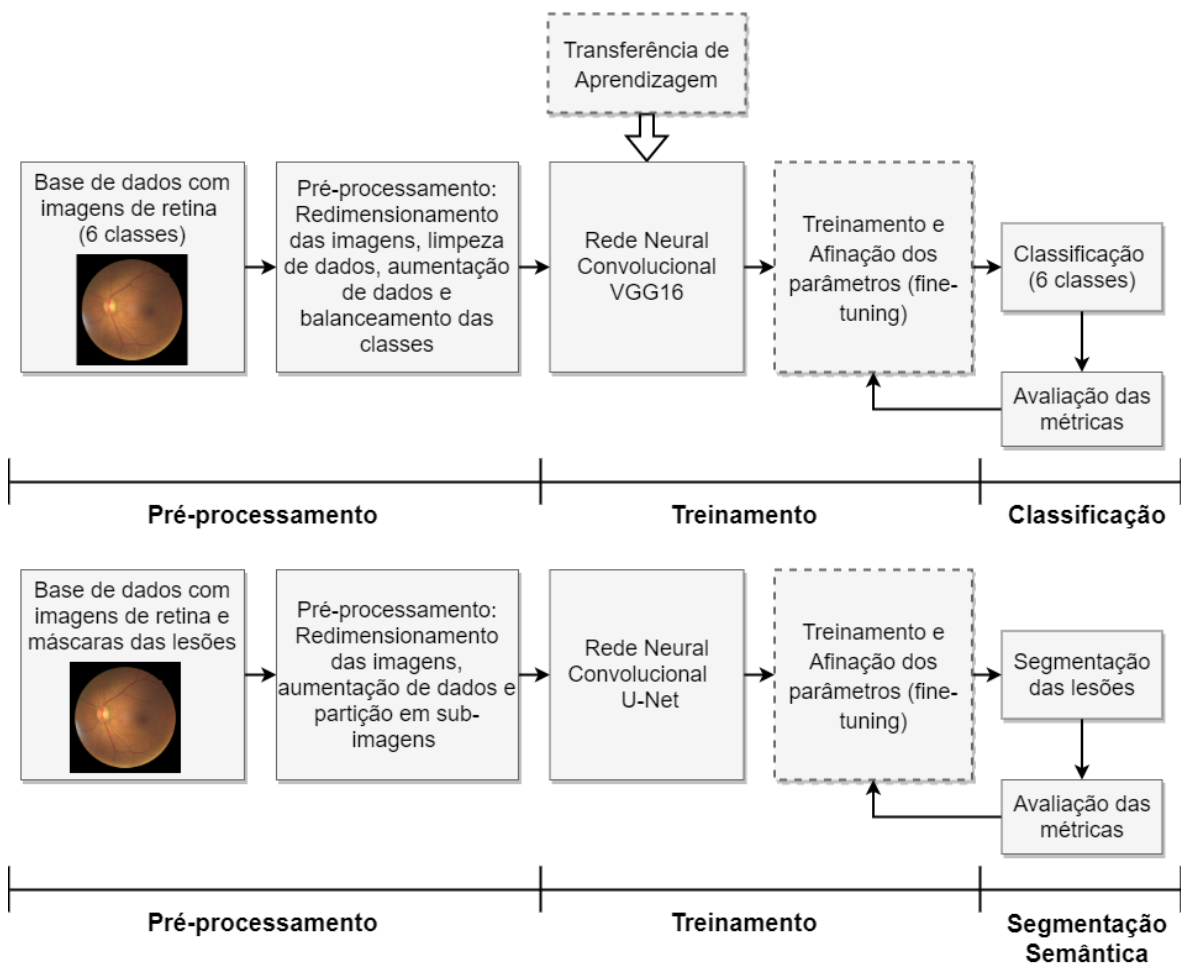 Transferência de
Aprendizagem
Base de dados com
imagens de retina
(6 classes)
Pré-processamento:
Redimensionamento
das imagens, limpeza
de dados, aumentação
de dados e
balanceamento das
classes
Rede Neural
Convolucional
VGG16
Treinamento e
Afinação dos
parâmetros (fine-
tuning)
Classificação
(6 classes)
Avaliação das
métricas
Pré-processamento
Treinamento
Classificação
Base de dados com
imagens de retina e
máscaras das lesões
Pré-processamento:
Redimensionamento
das imagens,
aumentação de dados e
partição em sub-
imagens
Rede Neural
Convolucional
U-Net
Treinamento e
Afinação dos
parâmetros (fine-
tuning)
Segmentação
das lesões
Avaliação das
métricas
Pré-processamento
Treinamento
Segmentação
Semântica